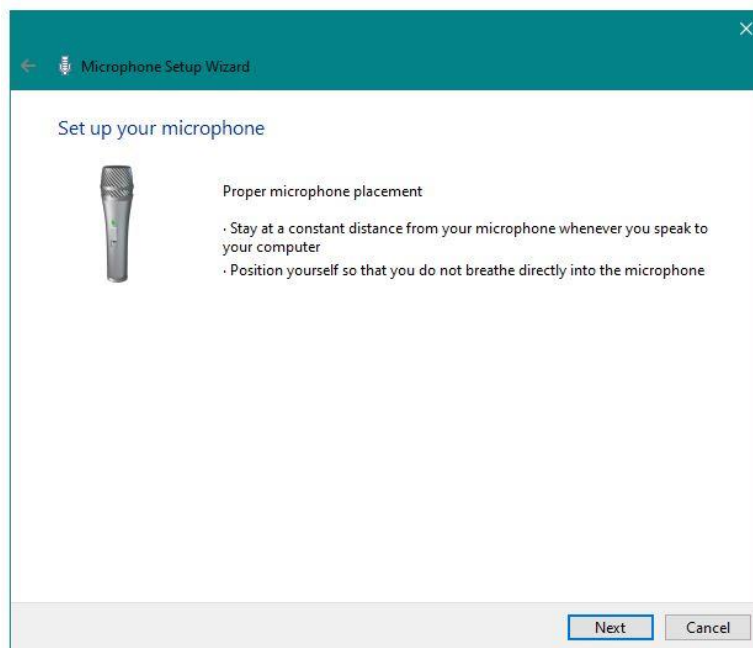 Microphone Setup Wizard
Set up your microphone
Proper microphone placement
· Stay at a constant distance from your microphone whenever you speak to
your computer
· Position yourself so that you do not breathe directly into the microphone
Next
Cancel